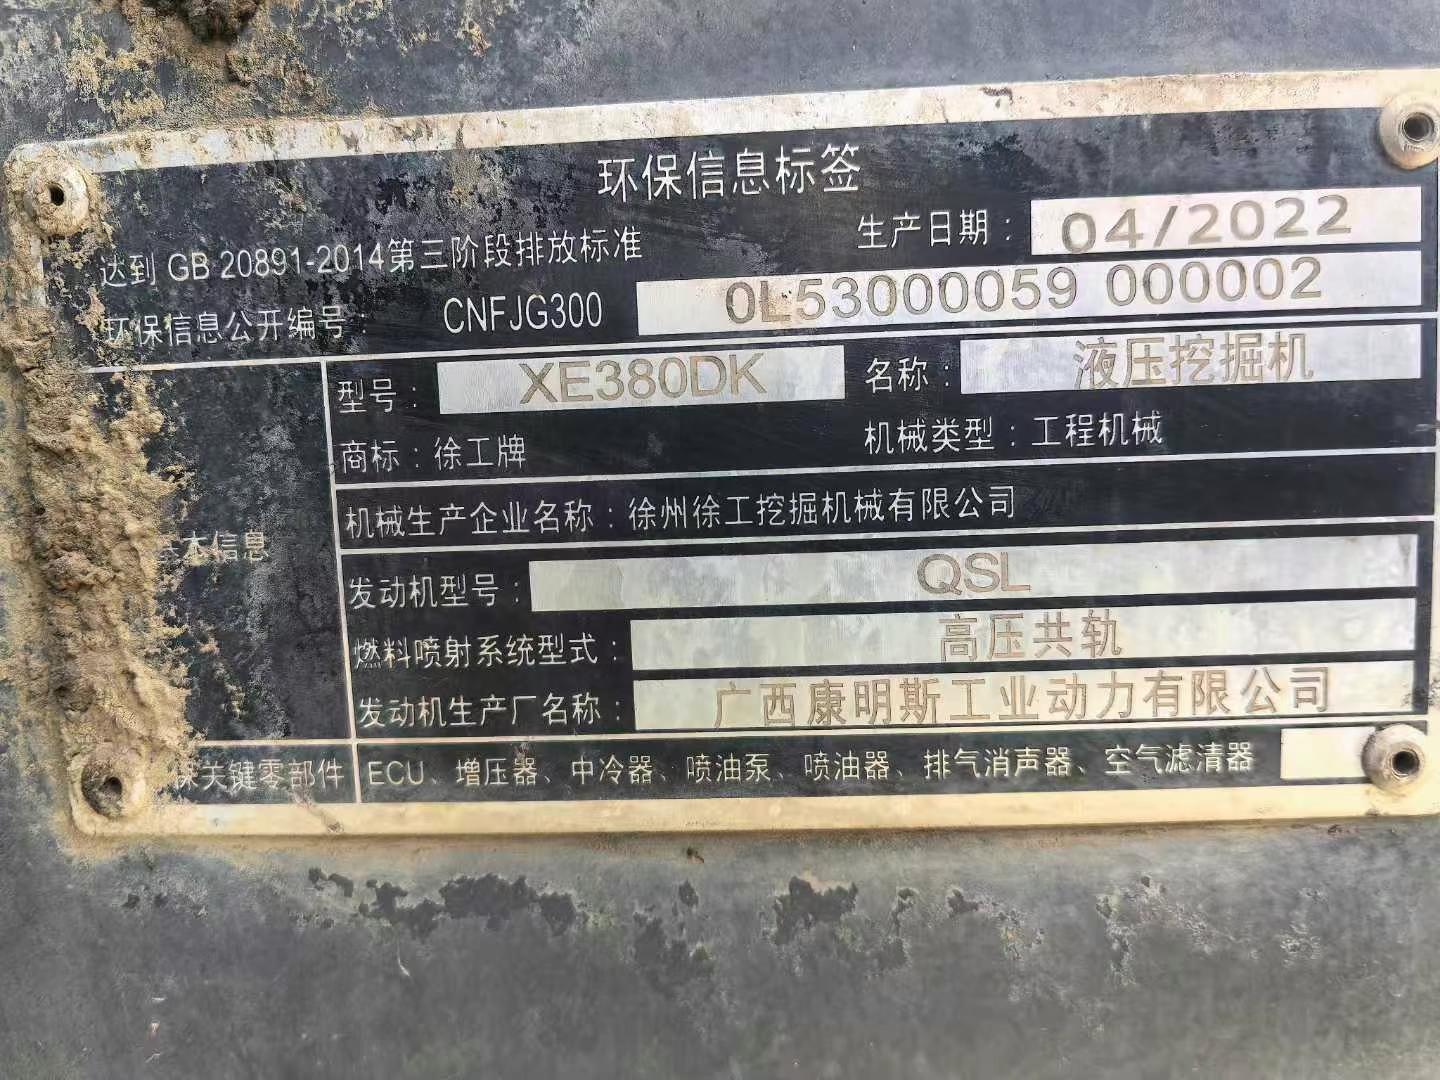 环保信息标签
达到 GB 20891-2014第三阶段排放标准
生产日期： 04/2022
环保信息公开编号： CNFJG300 0L53000059 000002
型号： XE380DK 名称： 液压挖掘机
商标：徐工牌 机械类型：工程机械
机械生产企业名称：徐州徐工挖掘机械有限公司
本信息
发动机型号： QSL
燃料喷射系统型式： 高压共轨
发动机生产厂名称： 广西康明斯工业动力有限公司
保关键零部件 ECU、增压器、中冷器、喷油泵、喷油器、排气消声器、空气滤清器